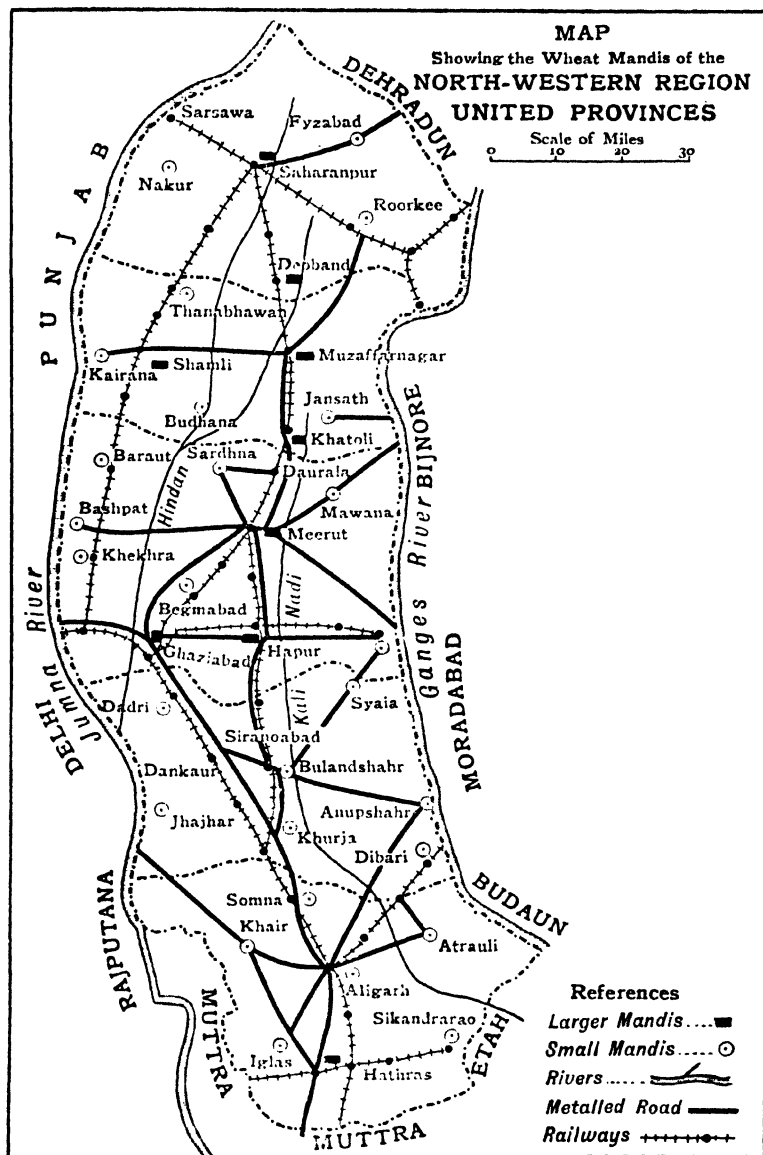 MAP
Showing the Wheat Mandis of the
NORTH-WESTERN REGION
UNITED PROVINCES
Scale of Miles
0 10 20 30
DEHRADUN
Sarsawa
Fyzabad
Saharanpur
Nakur
Roorkee
PUNJAB
Deoband
Thanabhawan
Muzaffarnagar
Shamli
Kairana
Jansath
Budhana
Khatoli
BIJNORE
Baraut
Sardhna
Daurala
Hindan
Mawana
Bashpat
Meerut
River
Khekhra
Begmabad
Nadi
River
Ghaziabad
Hapur
Ganges
Jumna
DELHI
Dadri
Syaia
Kali
MORADABAD
Siranoabad
Dankaur
Bulandshahr
Jhajhar
Anupshahr
Khurja
Dibari
Somna
BUDAUN
RAJPUTANA
Khair
Atrauli
Aligarh
MUTTRA
Sikandrarao
ETAH
Iglas
Hathras
MUTTRA
References
Larger Mandis
Small Mandis
Rivers
Metalled Road
Railways